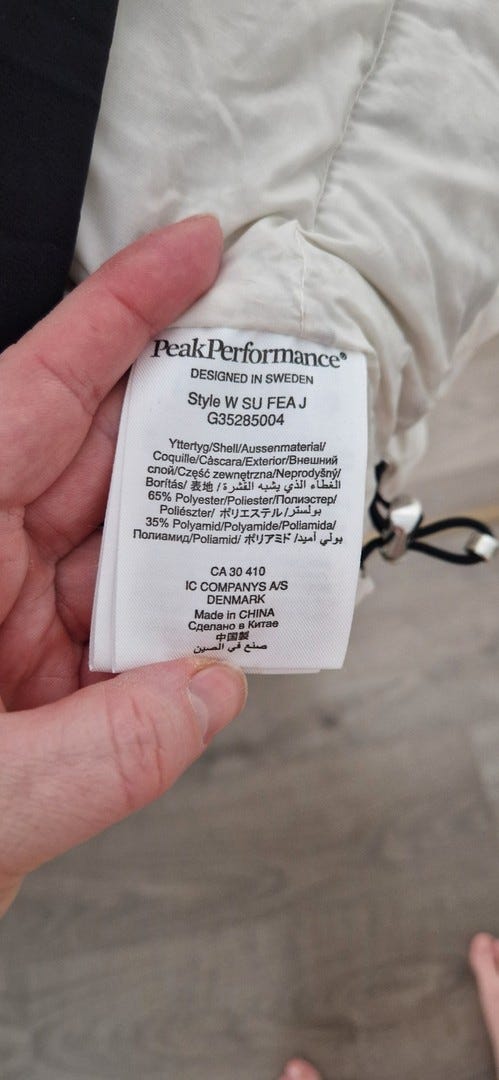 PeakPerformance®
DESIGNED IN SWEDEN
Style W SU FEA J
G35285004
Yttertyg/Shell/Aussenmaterial/
Coquille/Càscara/Exterior/Внешний
слой/Część zewnętrzna/Neprodyšný/
Borítás/ 表地 / الغطاء الذي يشبه القشرة/
65% Polyester/Poliester/Полиэстер/
Poliészter/ ポリエステル / بولستر/
35% Polyamid/Polyamide/Poliamida/
Полиамид/Poliamid/ ポリアミド / بولي أميد/
CA 30 410
IC COMPANYS A/S
DENMARK
Made in CHINA
Сделано в Китае
中国製
صنع في الصين